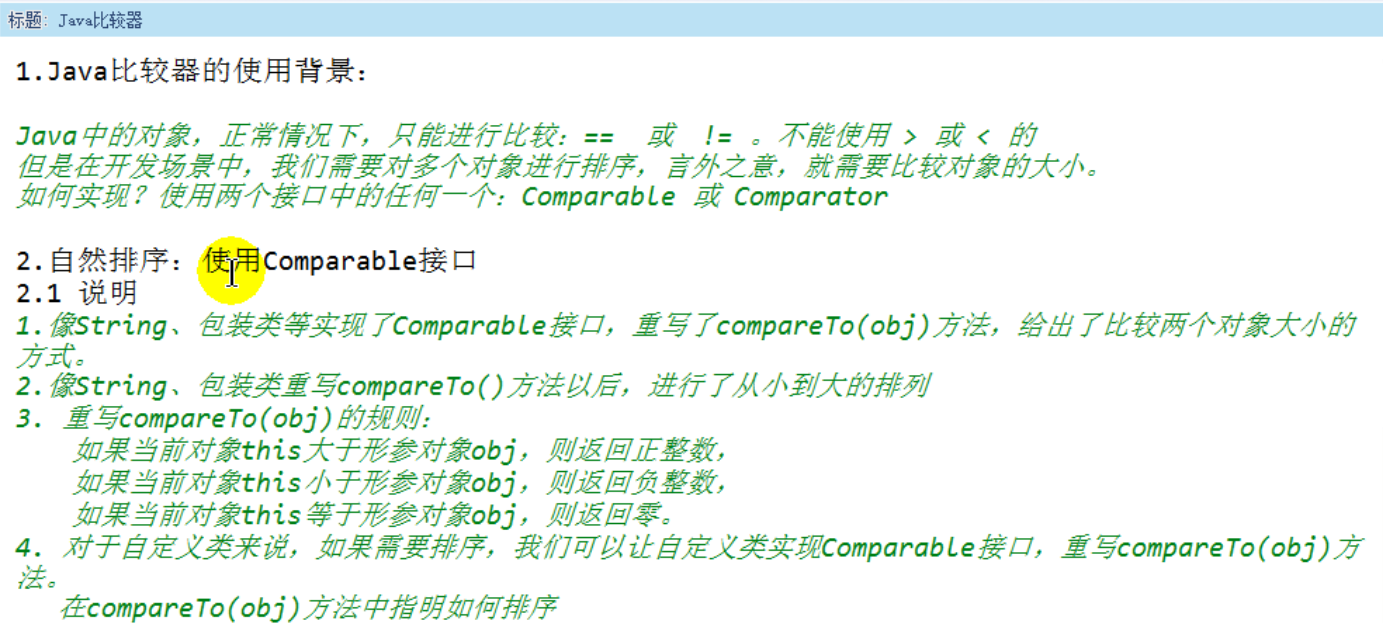 标题: Java比较器
1.Java比较器的使用背景:
Java中的对象，正常情况下，只能进行比较: == 或 != 。不能使用 > 或 < 的
但是在开发场景中，我们需要对多个对象进行排序，言外之意，就需要比较对象的大小。
如何实现？使用两个接口中的任何一个: Comparable 或 Comparator
2.自然排序: 使用Comparable接口
2.1 说明
1.像String、包装类等实现了Comparable接口，重写了compareTo(obj)方法，给出了比较两个对象大小的
方式。
2.像String、包装类重写compareTo()方法以后，进行了从小到大的排列
3. 重写compareTo(obj)的规则:
如果当前对象this大于形参对象obj，则返回正整数，
如果当前对象this小于形参对象obj，则返回负整数，
如果当前对象this等于形参对象obj，则返回零。
4. 对于自定义类来说，如果需要排序，我们可以让自定义类实现Comparable接口，重写compareTo(obj)方
法。
在compareTo(obj)方法中指明如何排序